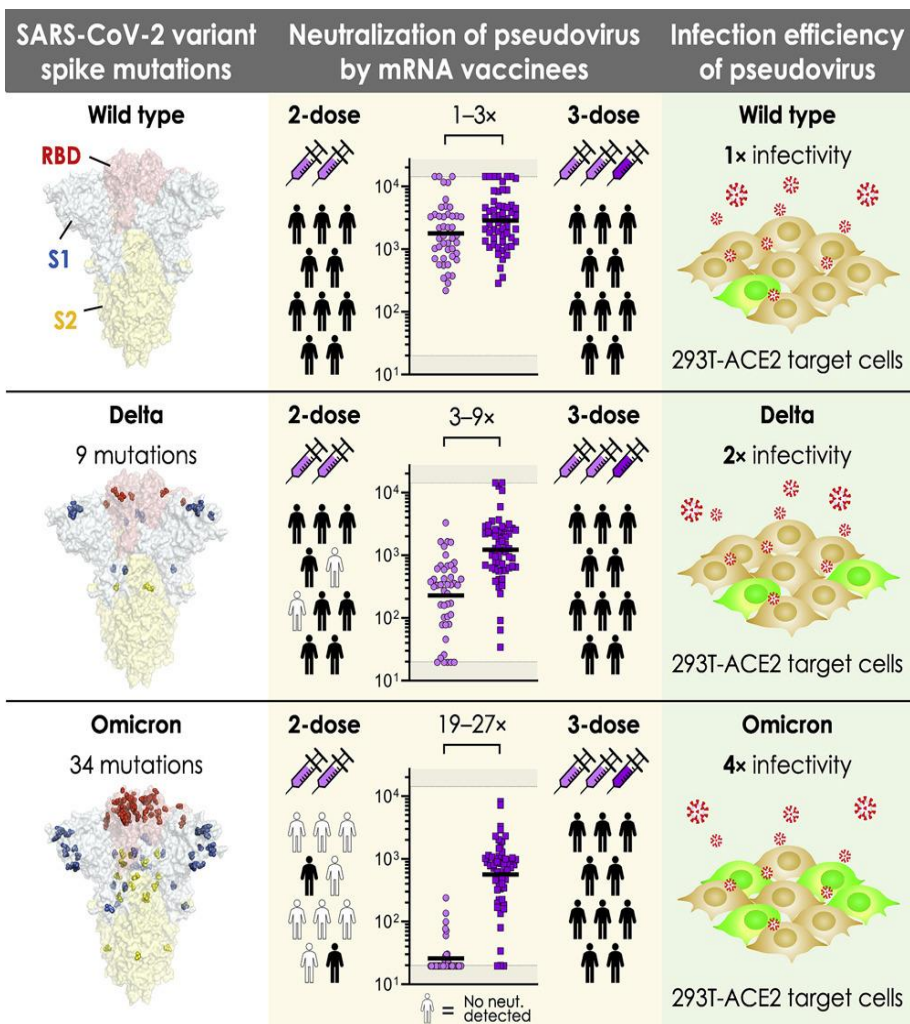 SARS-CoV-2 variant
spike mutations
Neutralization of pseudovirus
by mRNA vaccinees
Infection efficiency
of pseudovirus
Wild type
RBD
S1
S2
2-dose
1–3×
3-dose
10⁴
10³
10²
10¹
Wild type
1× infectivity
293T-ACE2 target cells
Delta
9 mutations
2-dose
3–9×
3-dose
10⁴
10³
10²
10¹
Delta
2× infectivity
293T-ACE2 target cells
Omicron
34 mutations
2-dose
19–27×
3-dose
10⁴
10³
10²
10¹
= No neut.
detected
Omicron
4× infectivity
293T-ACE2 target cells